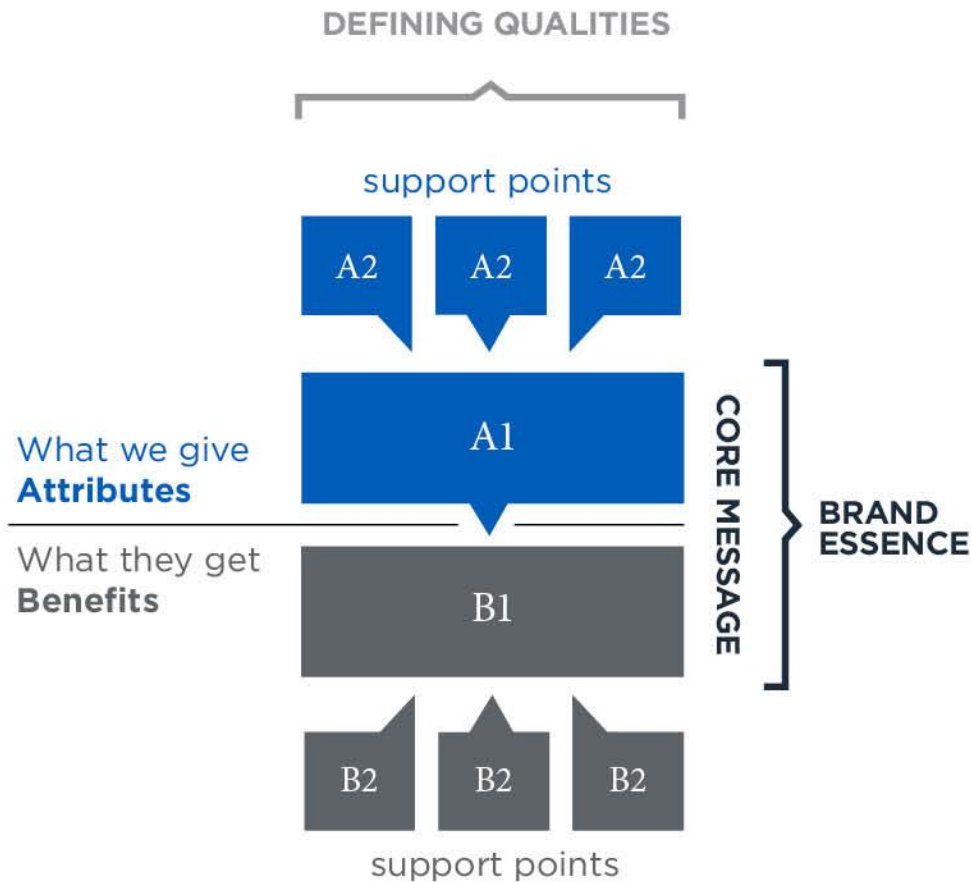 DEFINING QUALITIES
support points
A2
A2
A2
A1
What we give
Attributes
What they get
Benefits
B1
CORE MESSAGE
BRAND
ESSENCE
B2
B2
B2
support points